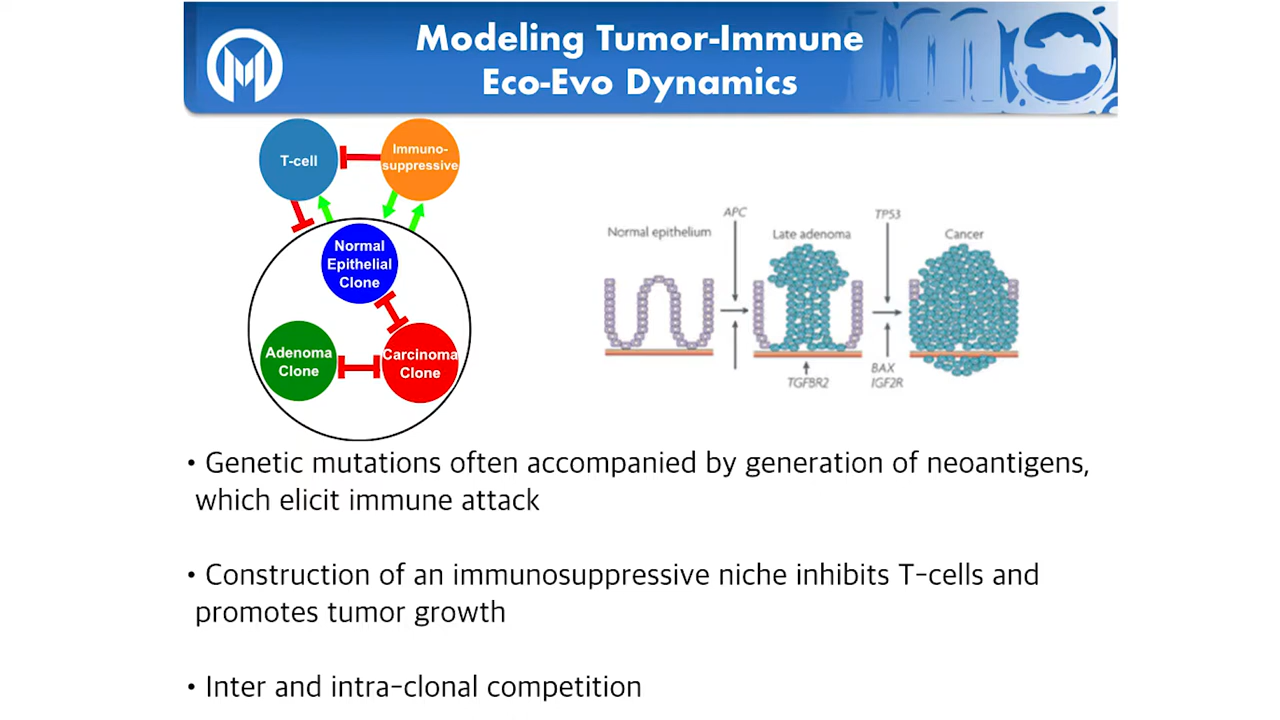 Modeling Tumor-Immune
Eco-Evo Dynamics
T-cell
Immuno-
suppressive
Normal
Epithelial
Clone
Adenoma
Clone
Carcinoma
Clone
APC
TP53
Normal epithelium
Late adenoma
Cancer
TGFBR2
BAX
IGF2R
• Genetic mutations often accompanied by generation of neoantigens,
which elicit immune attack
• Construction of an immunosuppressive niche inhibits T-cells and
promotes tumor growth
• Inter and intra-clonal competition